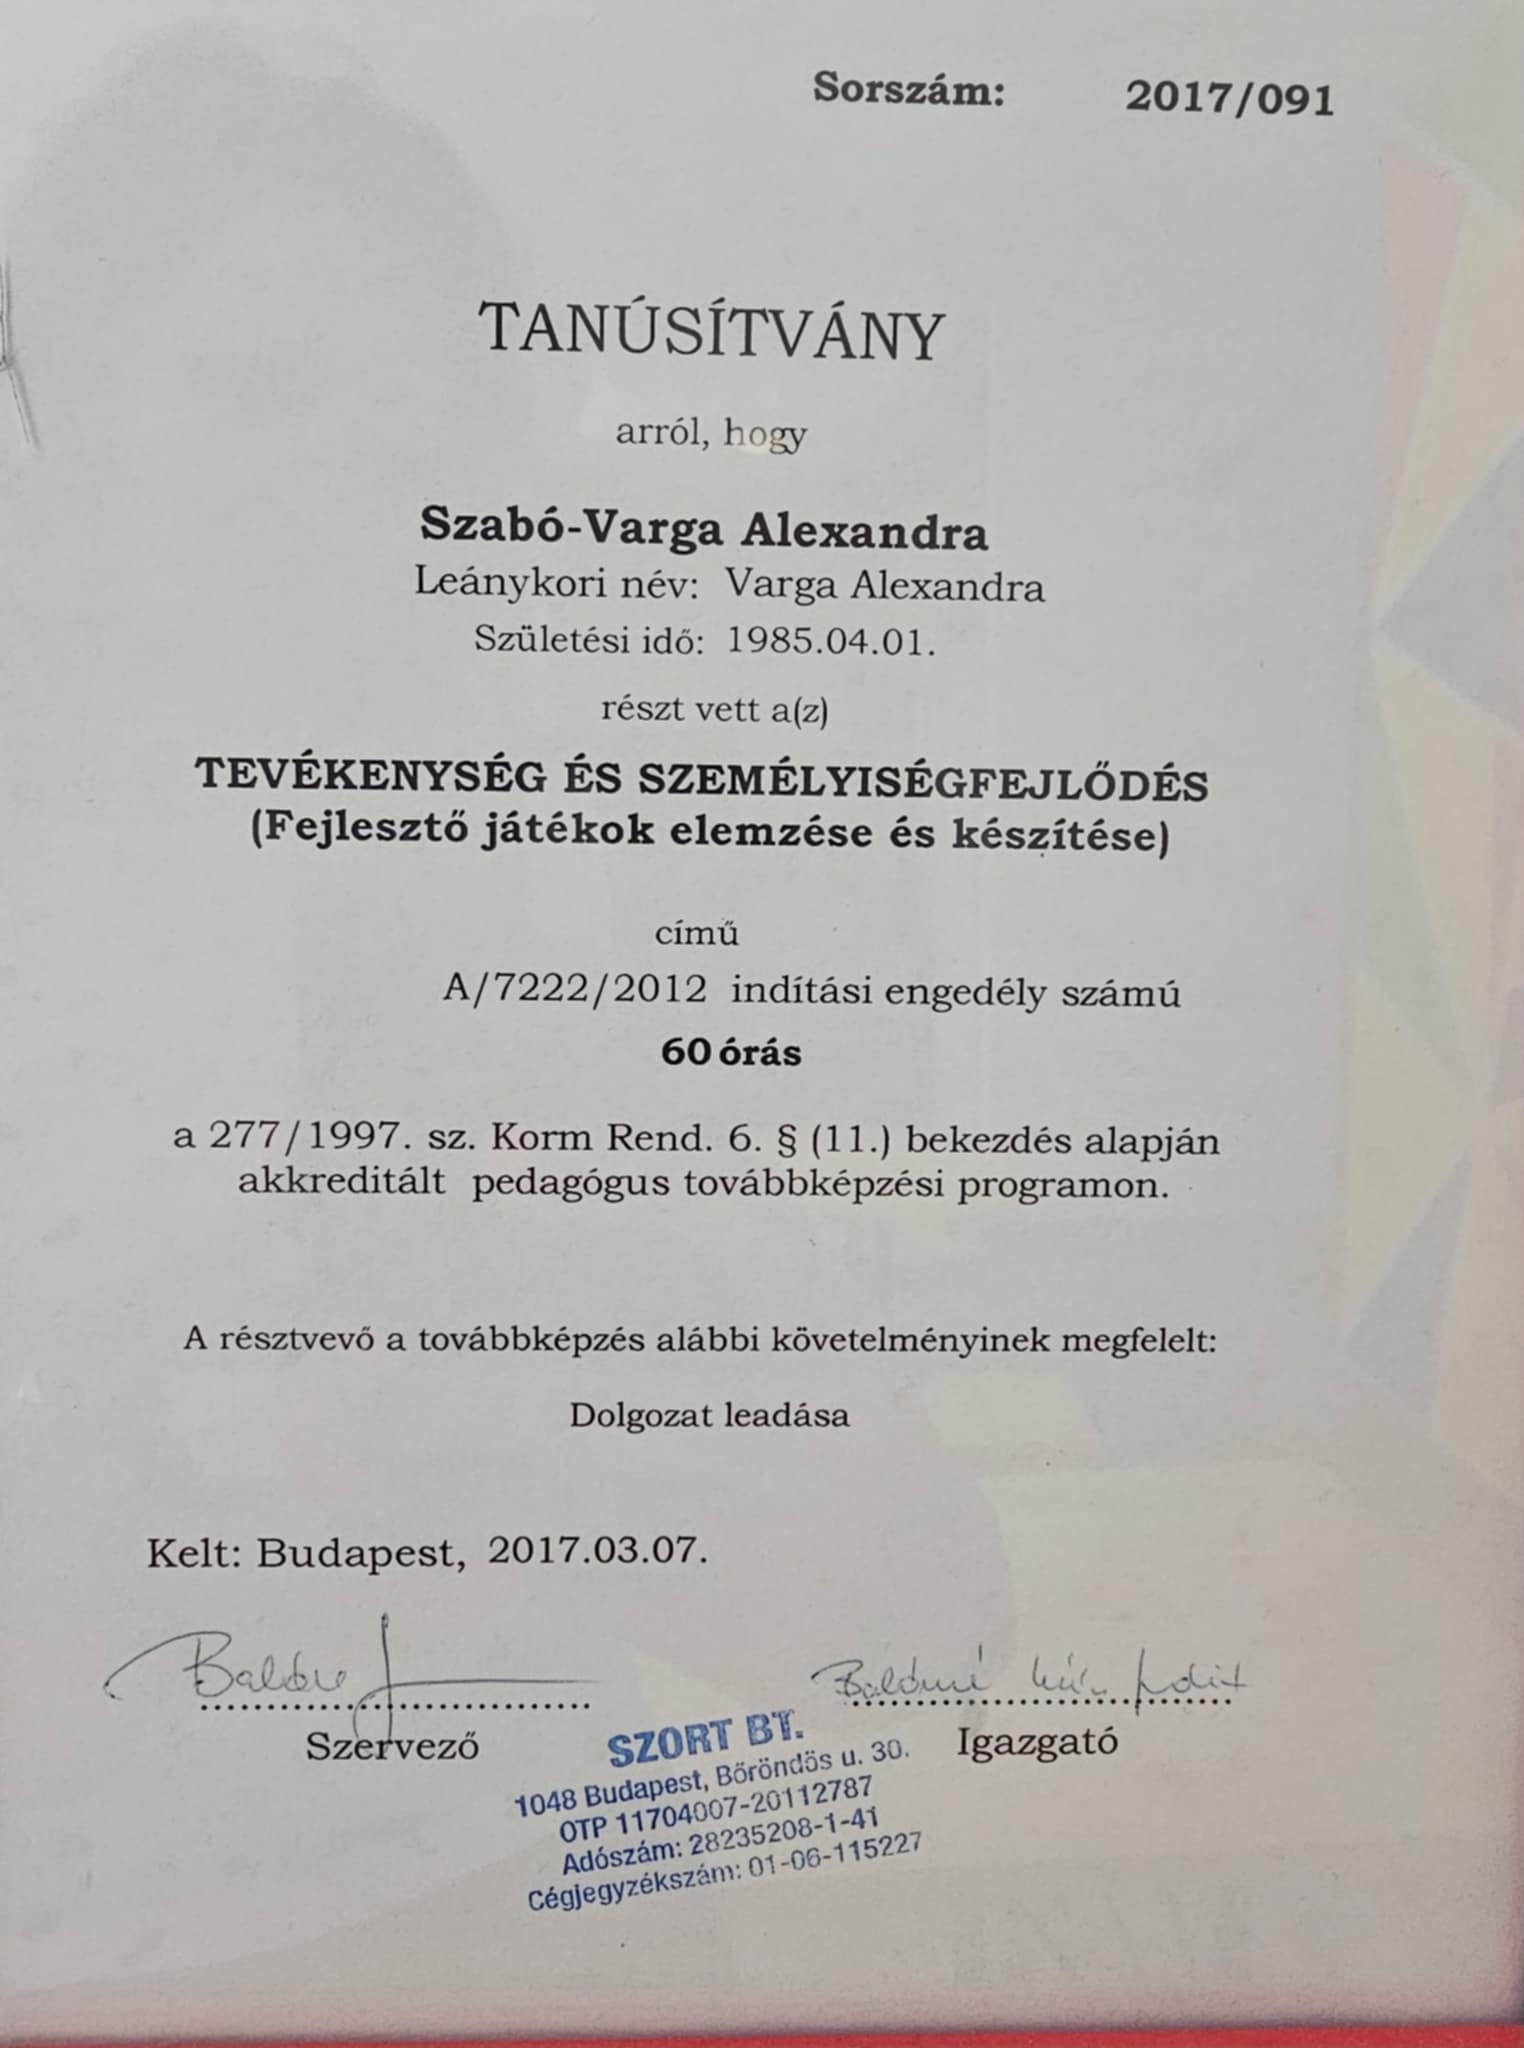 Sorszám: 2017/091
TANÚSÍTVÁNY
arról, hogy
Szabó-Varga Alexandra
Leánykori név: Varga Alexandra
Születési idő: 1985.04.01.
részt vett a(z)
TEVÉKENYSÉG ÉS SZEMÉLYISÉGFEJLŐDÉS
(Fejlesztő játékok elemzése és készítése)
című
A/7222/2012 indítási engedély számú
60 órás
a 277/1997. sz. Korm Rend. 6. § (11.) bekezdés alapján
akkreditált pedagógus továbbképzési programon.
A résztvevő a továbbképzés alábbi követelményinek megfelelt:
Dolgozat leadása
Kelt: Budapest, 2017.03.07.
Szervező
Igazgató
SZORT BT.
1048 Budapest, Bőröndös u. 30.
OTP 11704007-20112787
Adószám: 28235208-1-41
Cégjegyzékszám: 01-06-115227